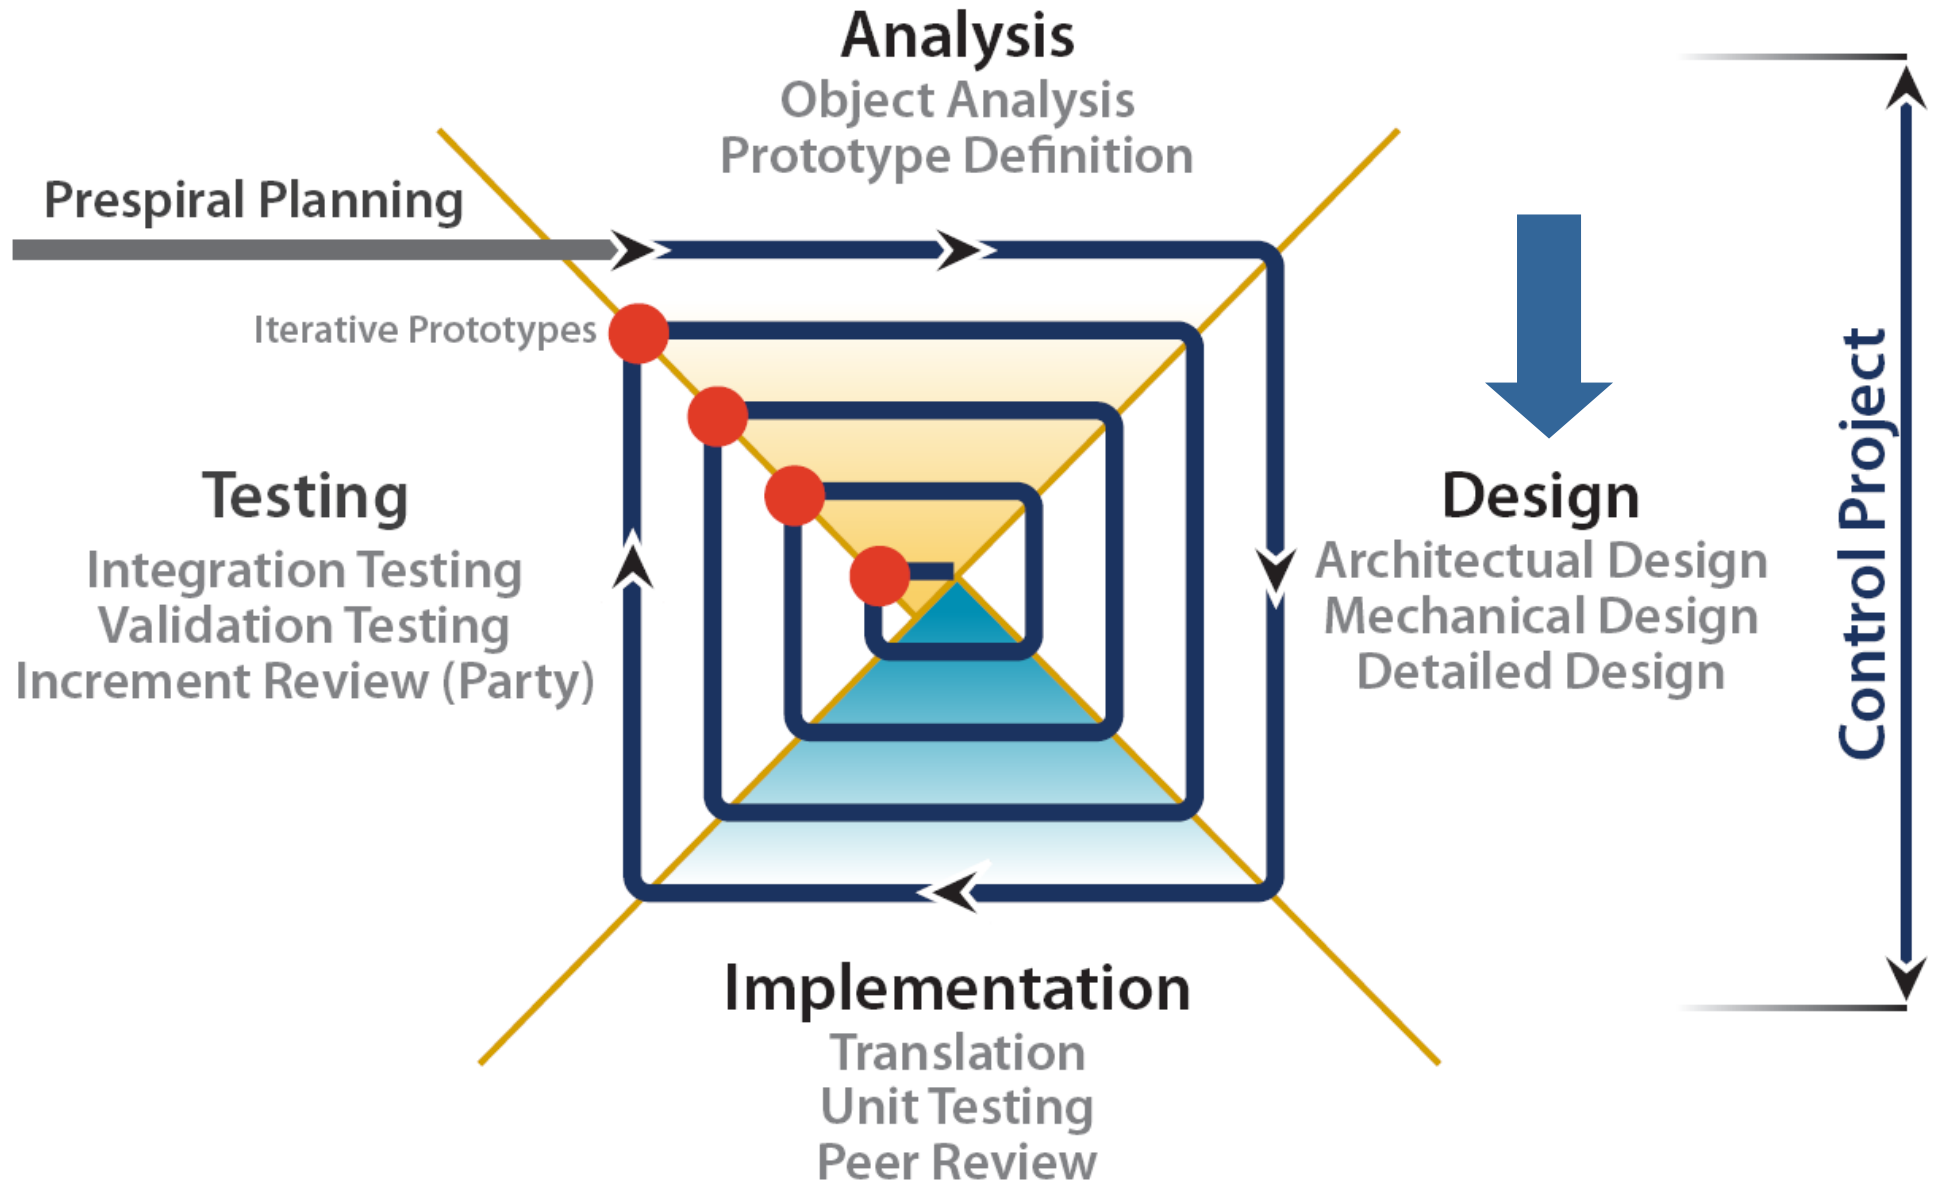 Analysis
Object Analysis
Prototype Definition
Prespiral Planning
Iterative Prototypes
Testing
Integration Testing
Validation Testing
Increment Review (Party)
Design
Architectual Design
Mechanical Design
Detailed Design
Control Project
Implementation
Translation
Unit Testing
Peer Review